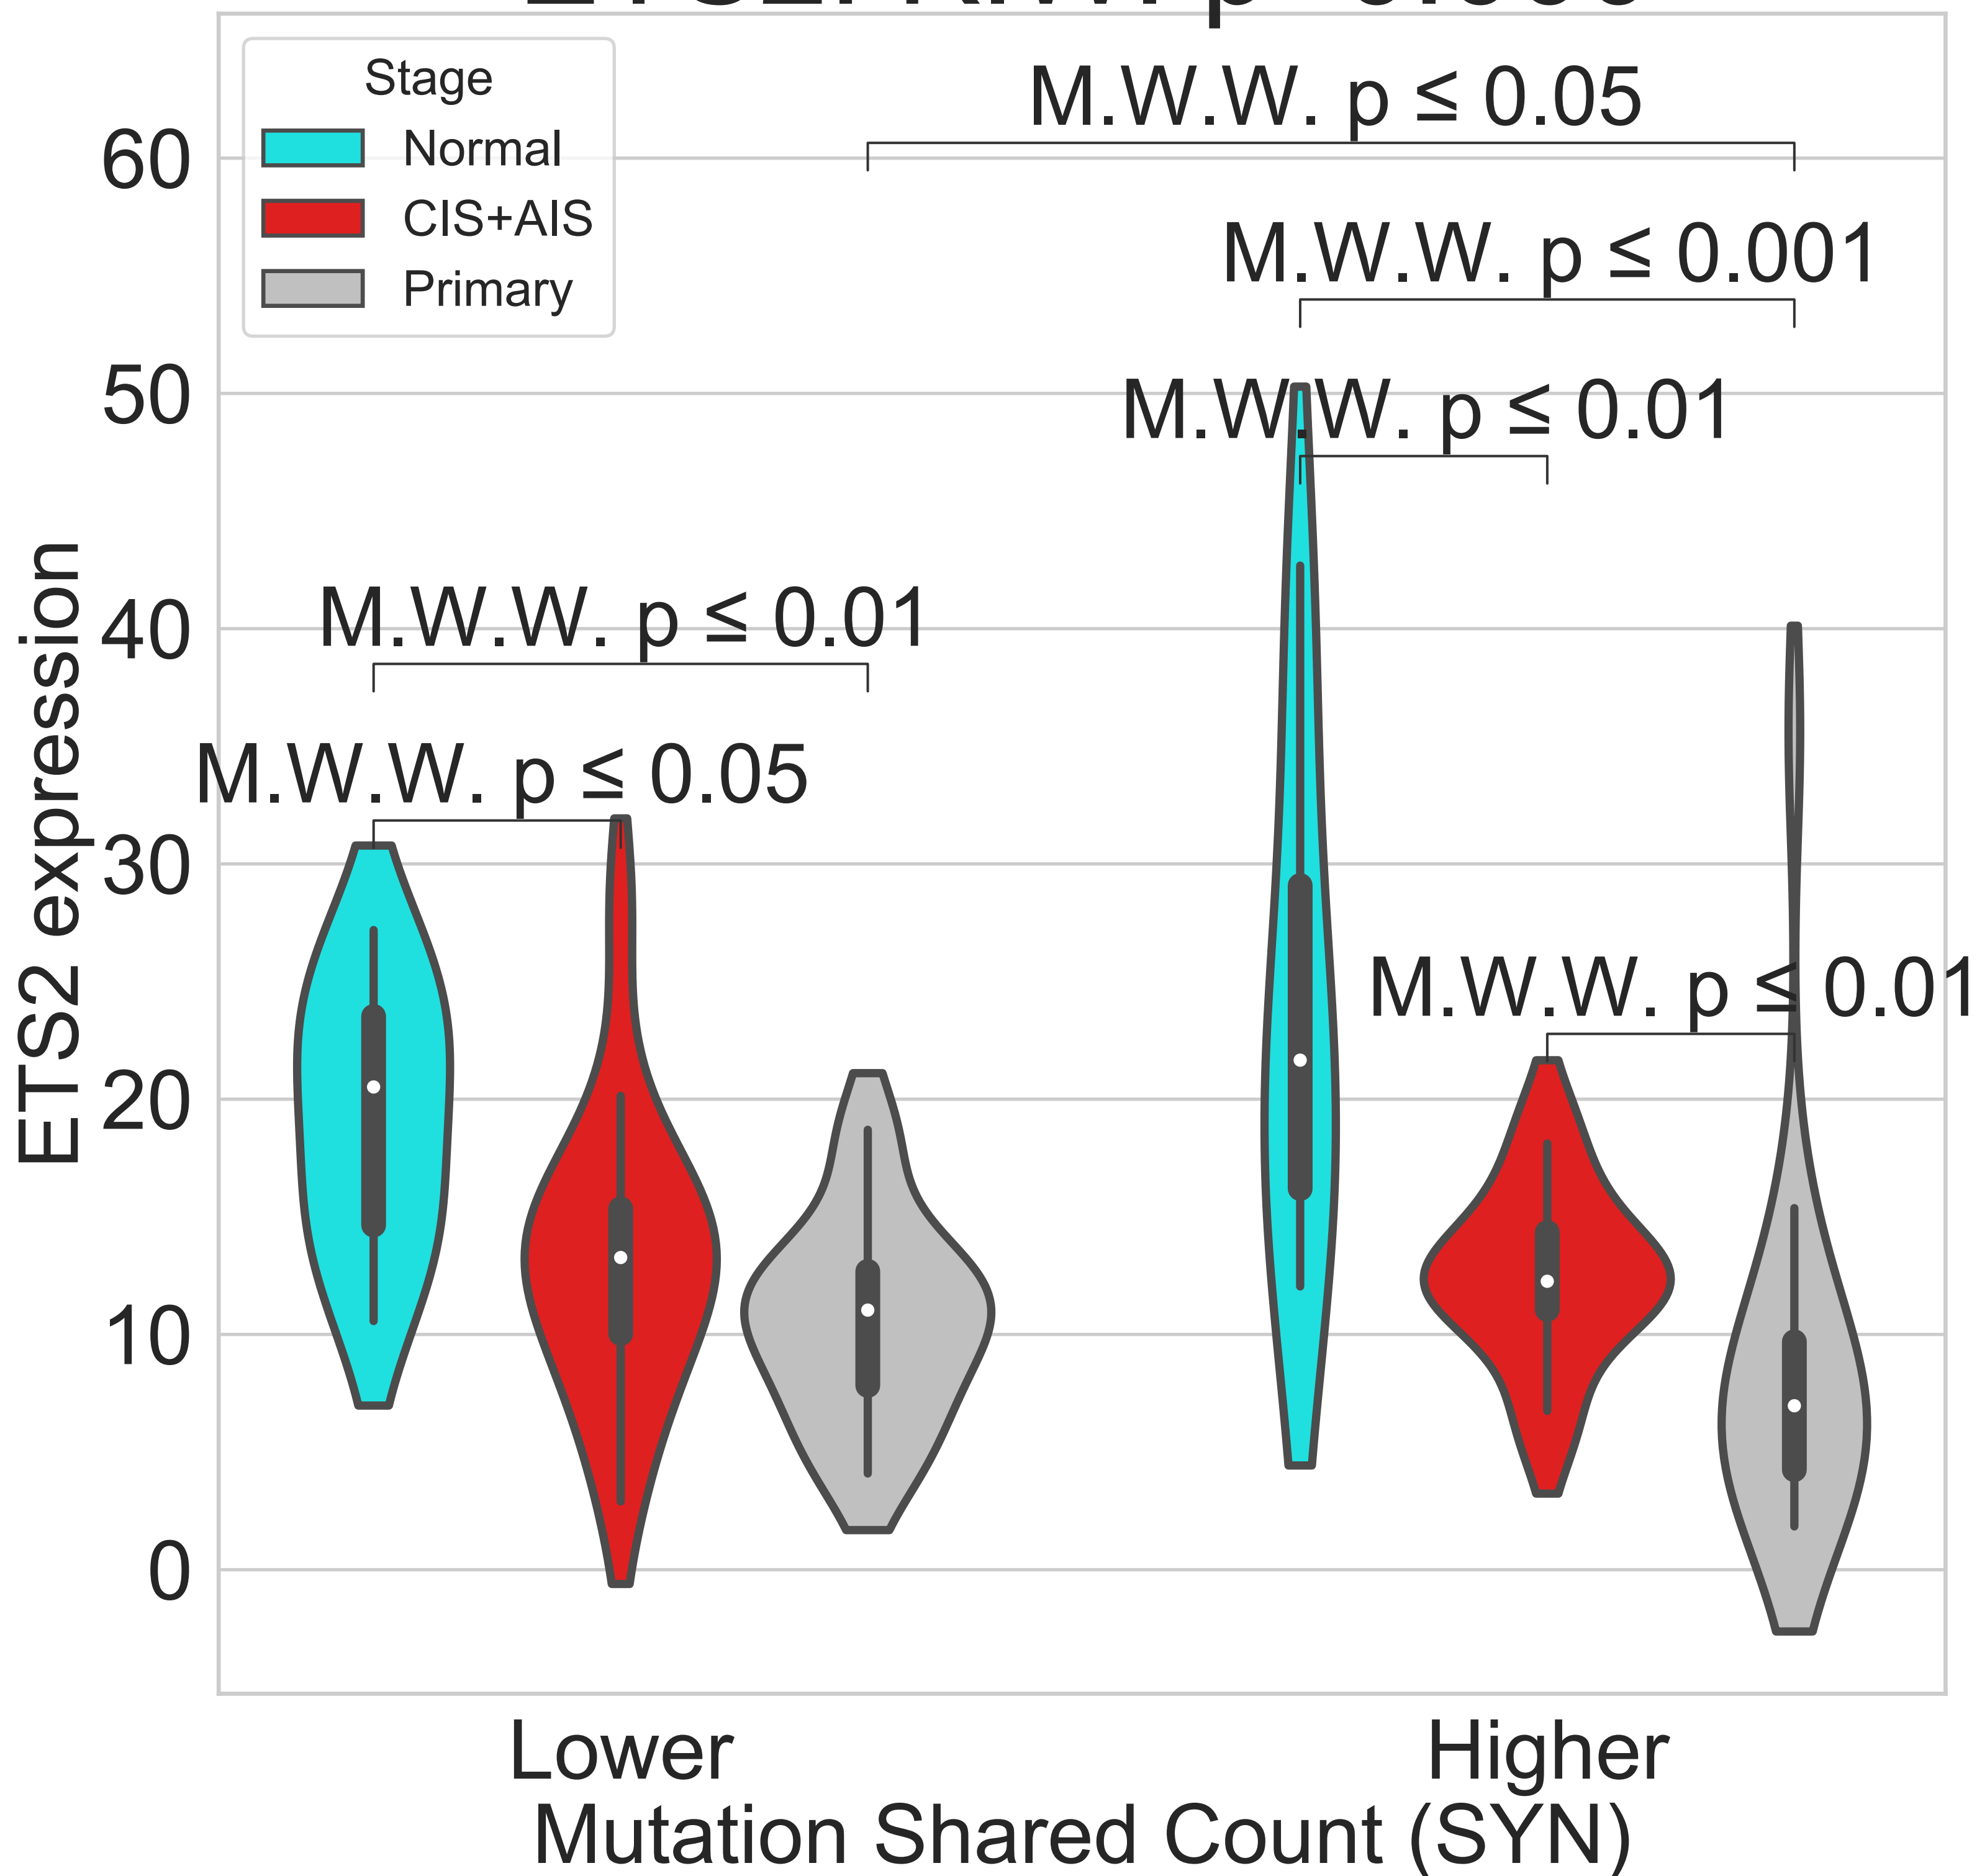 Stage
Normal
CIS+AIS
Primary
M.W.W. p ≤ 0.05
M.W.W. p ≤ 0.001
M.W.W. p ≤ 0.01
M.W.W. p ≤ 0.01
M.W.W. p ≤ 0.05
M.W.W. p ≤ 0.01
60
50
40
30
20
10
0
ETS2 expression
Lower
Higher
Mutation Shared Count (SYN)